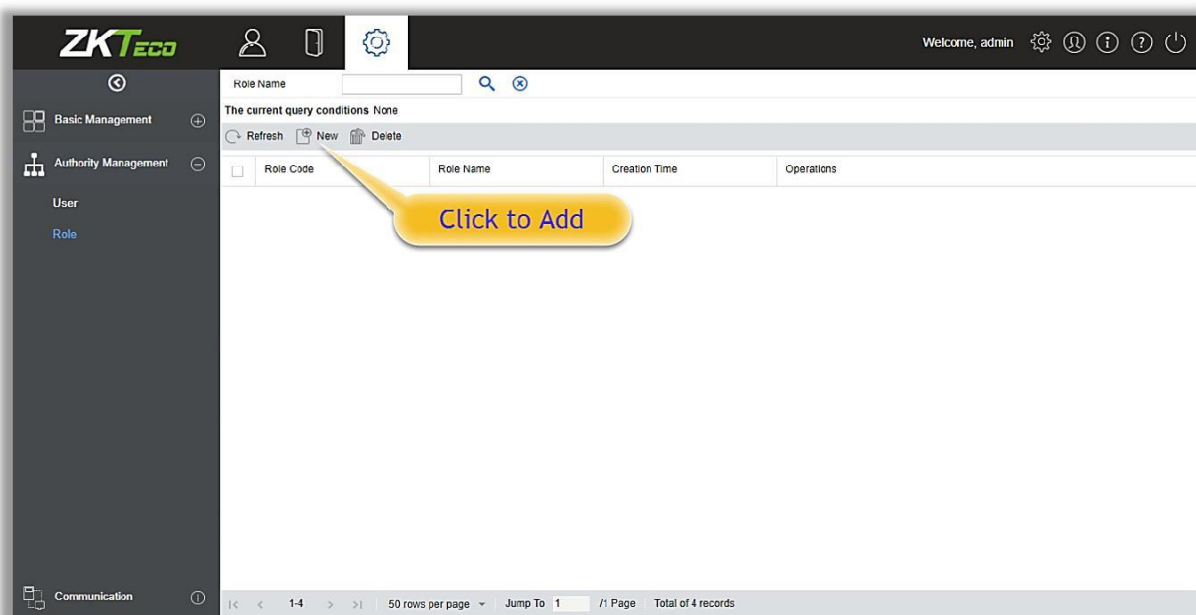 ZKTECO
Welcome, admin
Role Name
The current query conditions None
Basic Management
Refresh New Delete
Authority Management
Role Code Role Name Creation Time Operations
User
Click to Add
Role
Communication
1-4 50 rows per page Jump To 1 /1 Page Total of 4 records